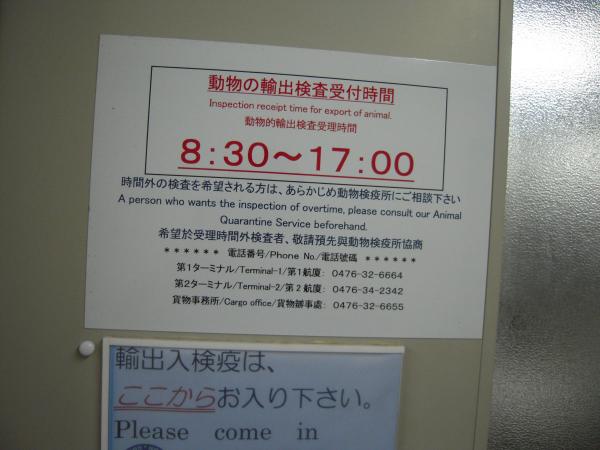 動物の輸出検査受付時間
Inspection receipt time for export of animal.
動物的輸出検査受理時間
8:30～17:00
時間外の検査を希望される方は、あらかじめ動物検疫所にご相談下さい
A person who wants the inspection of overtime, please consult our Animal
Quarantine Service beforehand.
希望於受理時間外検査者、敬請預先與動物検疫所協商
＊＊＊＊＊＊ 電話番号/Phone No./電話號碼 ＊＊＊＊＊＊
第1ターミナル/Terminal-1/第1航廈: 0476-32-6664
第2ターミナル/Terminal-2/第2航廈: 0476-34-2342
貨物事務所/Cargo office/貨物辦事處: 0476-32-6655
輸出入検疫は、
ここからお入り下さい。
Please come in